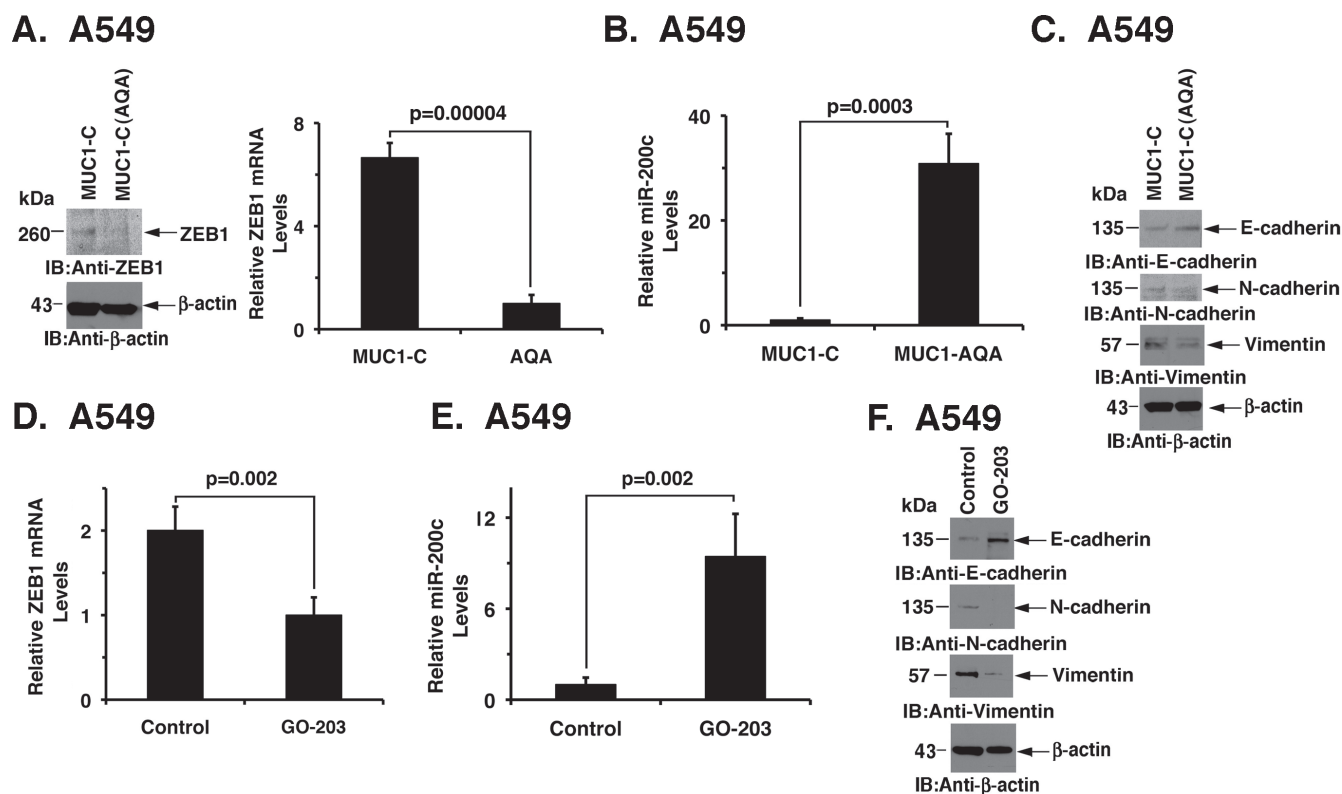 A. A549
kDa
MUC1-C
MUC1-C(AQA)
260
ZEB1
IB:Anti-ZEB1
43
β-actin
IB:Anti-β-actin
Relative ZEB1 mRNA
Levels
p=0.00004
8
4
0
MUC1-C AQA
B. A549
Relative miR-200c
Levels
p=0.0003
40
20
0
MUC1-C MUC1-AQA
C. A549
kDa
MUC1-C
MUC1-C(AQA)
135
E-cadherin
IB:Anti-E-cadherin
135
N-cadherin
IB:Anti-N-cadherin
57
Vimentin
IB:Anti-Vimentin
43
β-actin
IB:Anti-β-actin
D. A549
Relative ZEB1 mRNA
Levels
p=0.002
2
1
0
Control GO-203
E. A549
Relative miR-200c
Levels
p=0.002
12
6
0
Control GO-203
F. A549
kDa
Control
GO-203
135
E-cadherin
IB:Anti-E-cadherin
135
N-cadherin
IB:Anti-N-cadherin
57
Vimentin
IB:Anti-Vimentin
43
β-actin
IB:Anti-β-actin